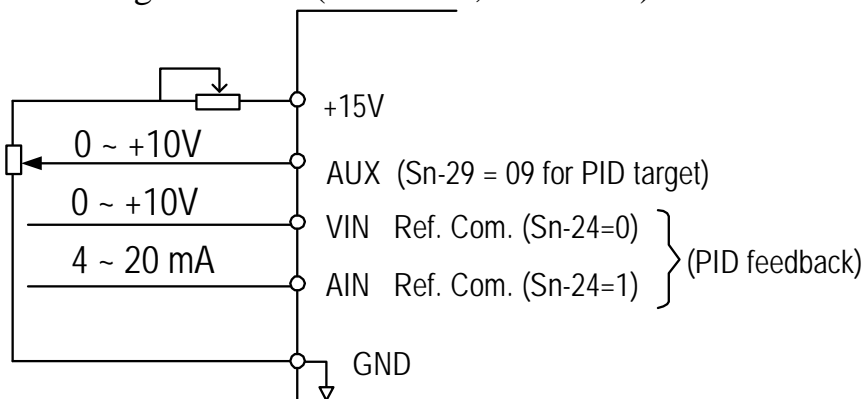 +15V
0 ~ +10V
AUX (Sn-29 = 09 for PID target)
0 ~ +10V
VIN Ref. Com. (Sn-24=0)
4 ~ 20 mA
(PID feedback)
AIN Ref. Com. (Sn-24=1)
GND